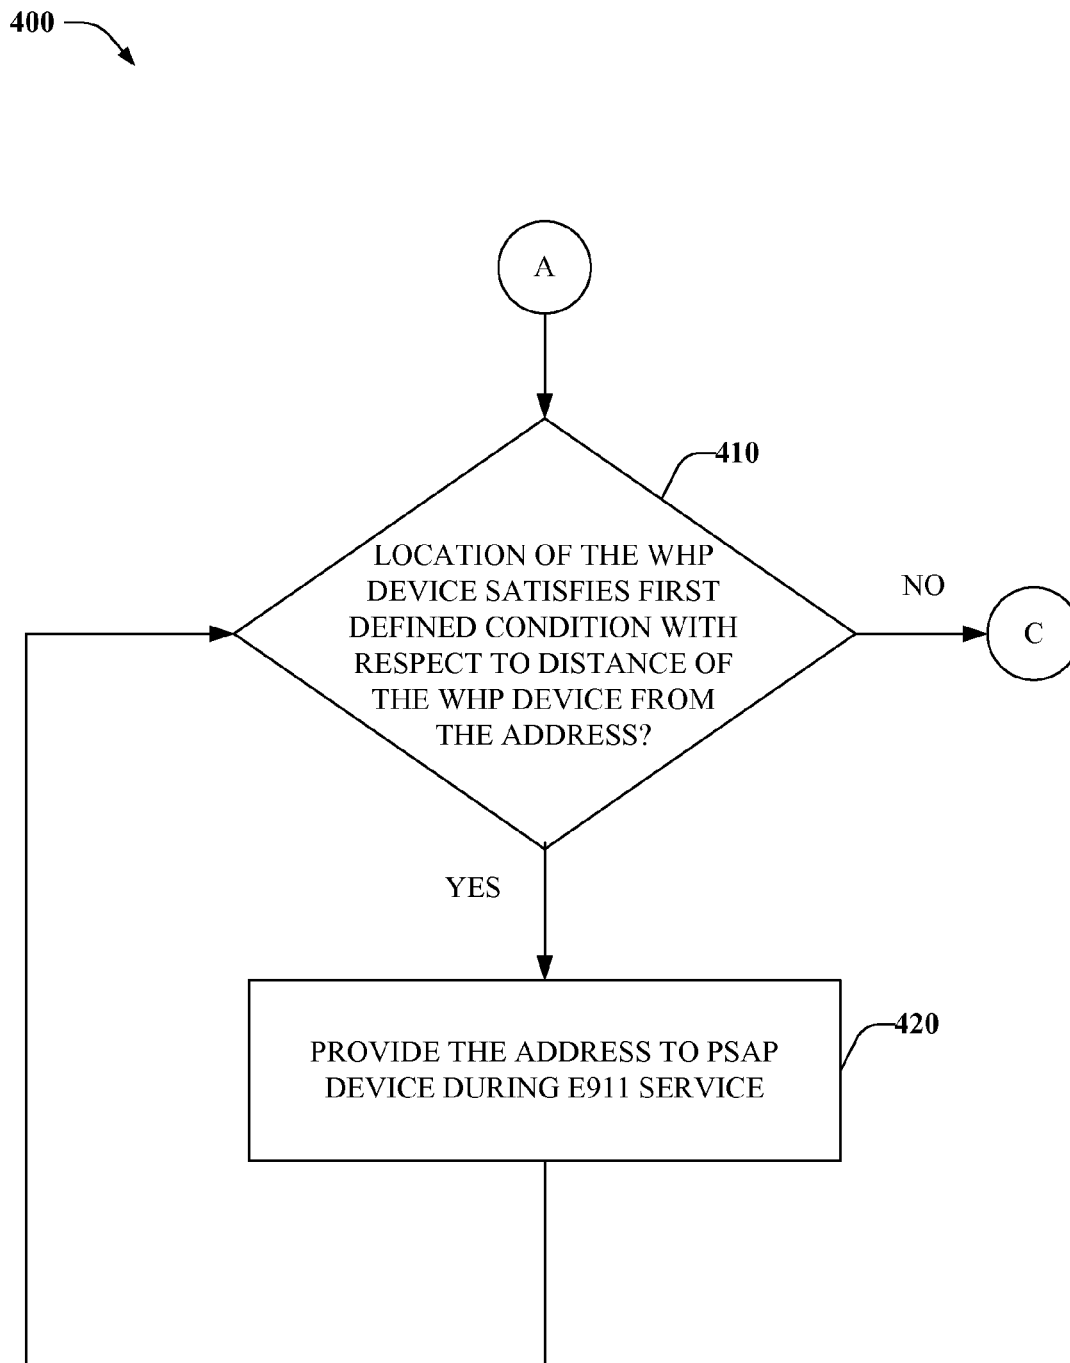 400
A
410
LOCATION OF THE WHP
DEVICE SATISFIES FIRST
DEFINED CONDITION WITH
RESPECT TO DISTANCE OF
THE WHP DEVICE FROM
THE ADDRESS?
NO
C
YES
420
PROVIDE THE ADDRESS TO PSAP
DEVICE DURING E911 SERVICE